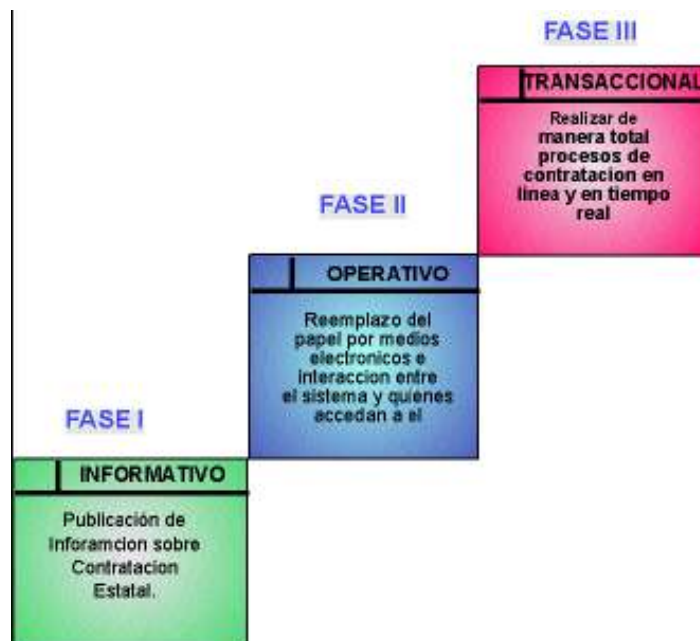 FASE III
TRANSACCIONAL
Realizar de
manera total
procesos de
contratacion en
linea y en tiempo
real
FASE II
OPERATIVO
Reemplazo del
papel por medios
electronicos e
interaccion entre
el sistema y quienes
accedan a el
FASE I
INFORMATIVO
Publicación de
Inforamcion sobre
Contratacion
Estatal.